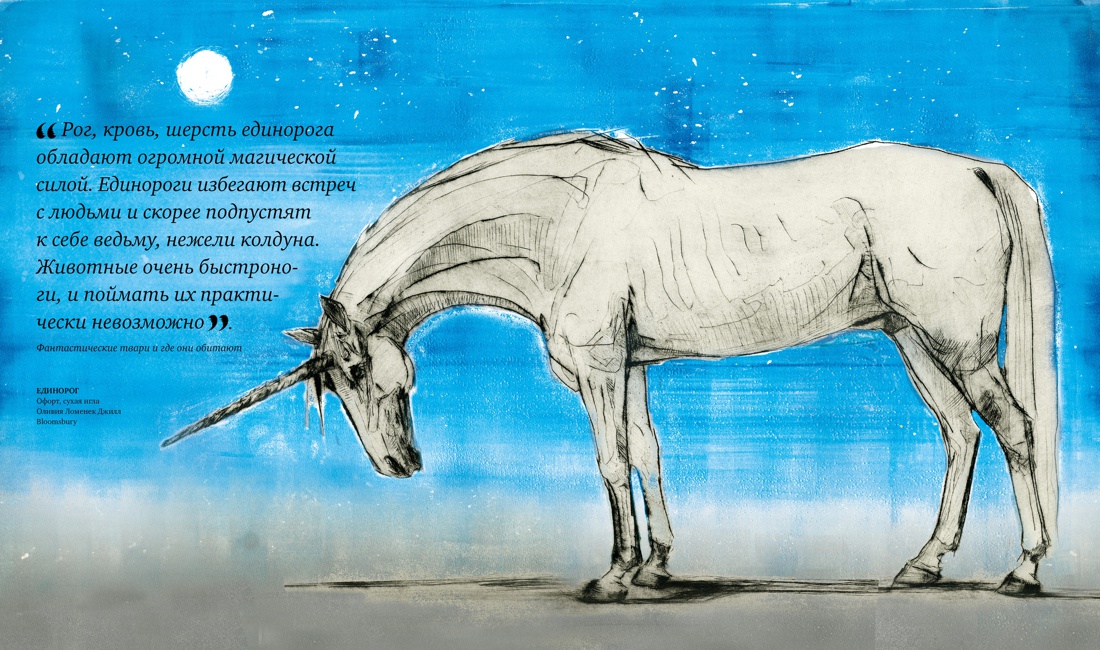 “Рог, кровь, шерсть единорога
обладают огромной магической
силой. Единороги избегают встреч
с людьми и скорее подпустят
к себе ведьму, нежели колдуна.
Животные очень быстроно-
ги, и поймать их практи-
чески невозможно”.
Фантастические твари и где они обитают
ЕДИНОРОГ
Офорт, сухая игла
Оливия Ломенек Джилл
Bloomsbury